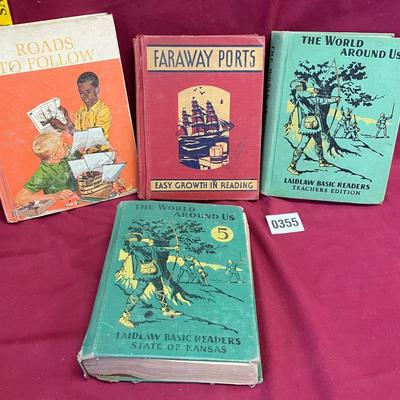 ROADS
TO FOLLOW
FARAWAY PORTS
EASY GROWTH IN READING
THE WORLD
AROUND US
LAIDLAW BASIC READERS
TEACHERS EDITION
0355
THE WORLD
AROUND US
5
LAIDLAW BASIC READERS
STATE OF KANSAS